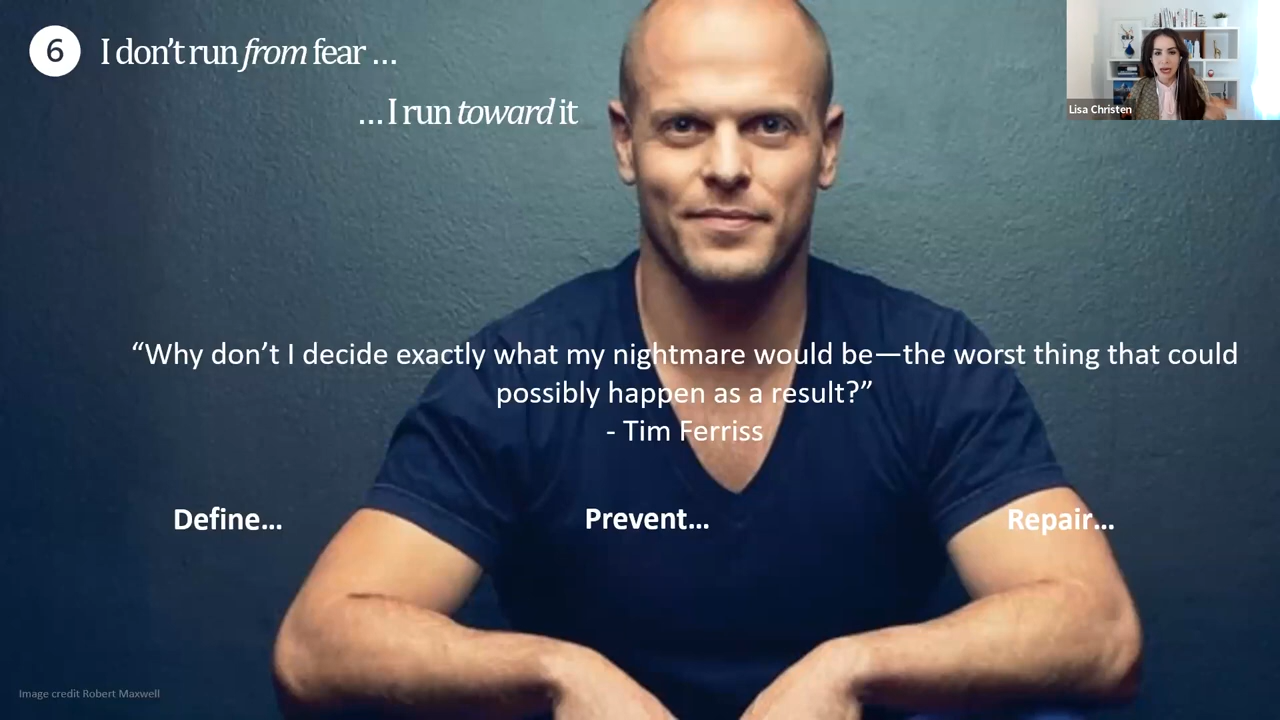 6 I don't run from fear ...
... I run toward it
Lisa Christen
“Why don’t I decide exactly what my nightmare would be—the worst thing that could
possibly happen as a result?”
- Tim Ferriss
Define... Prevent... Repair...
Image credit Robert Maxwell